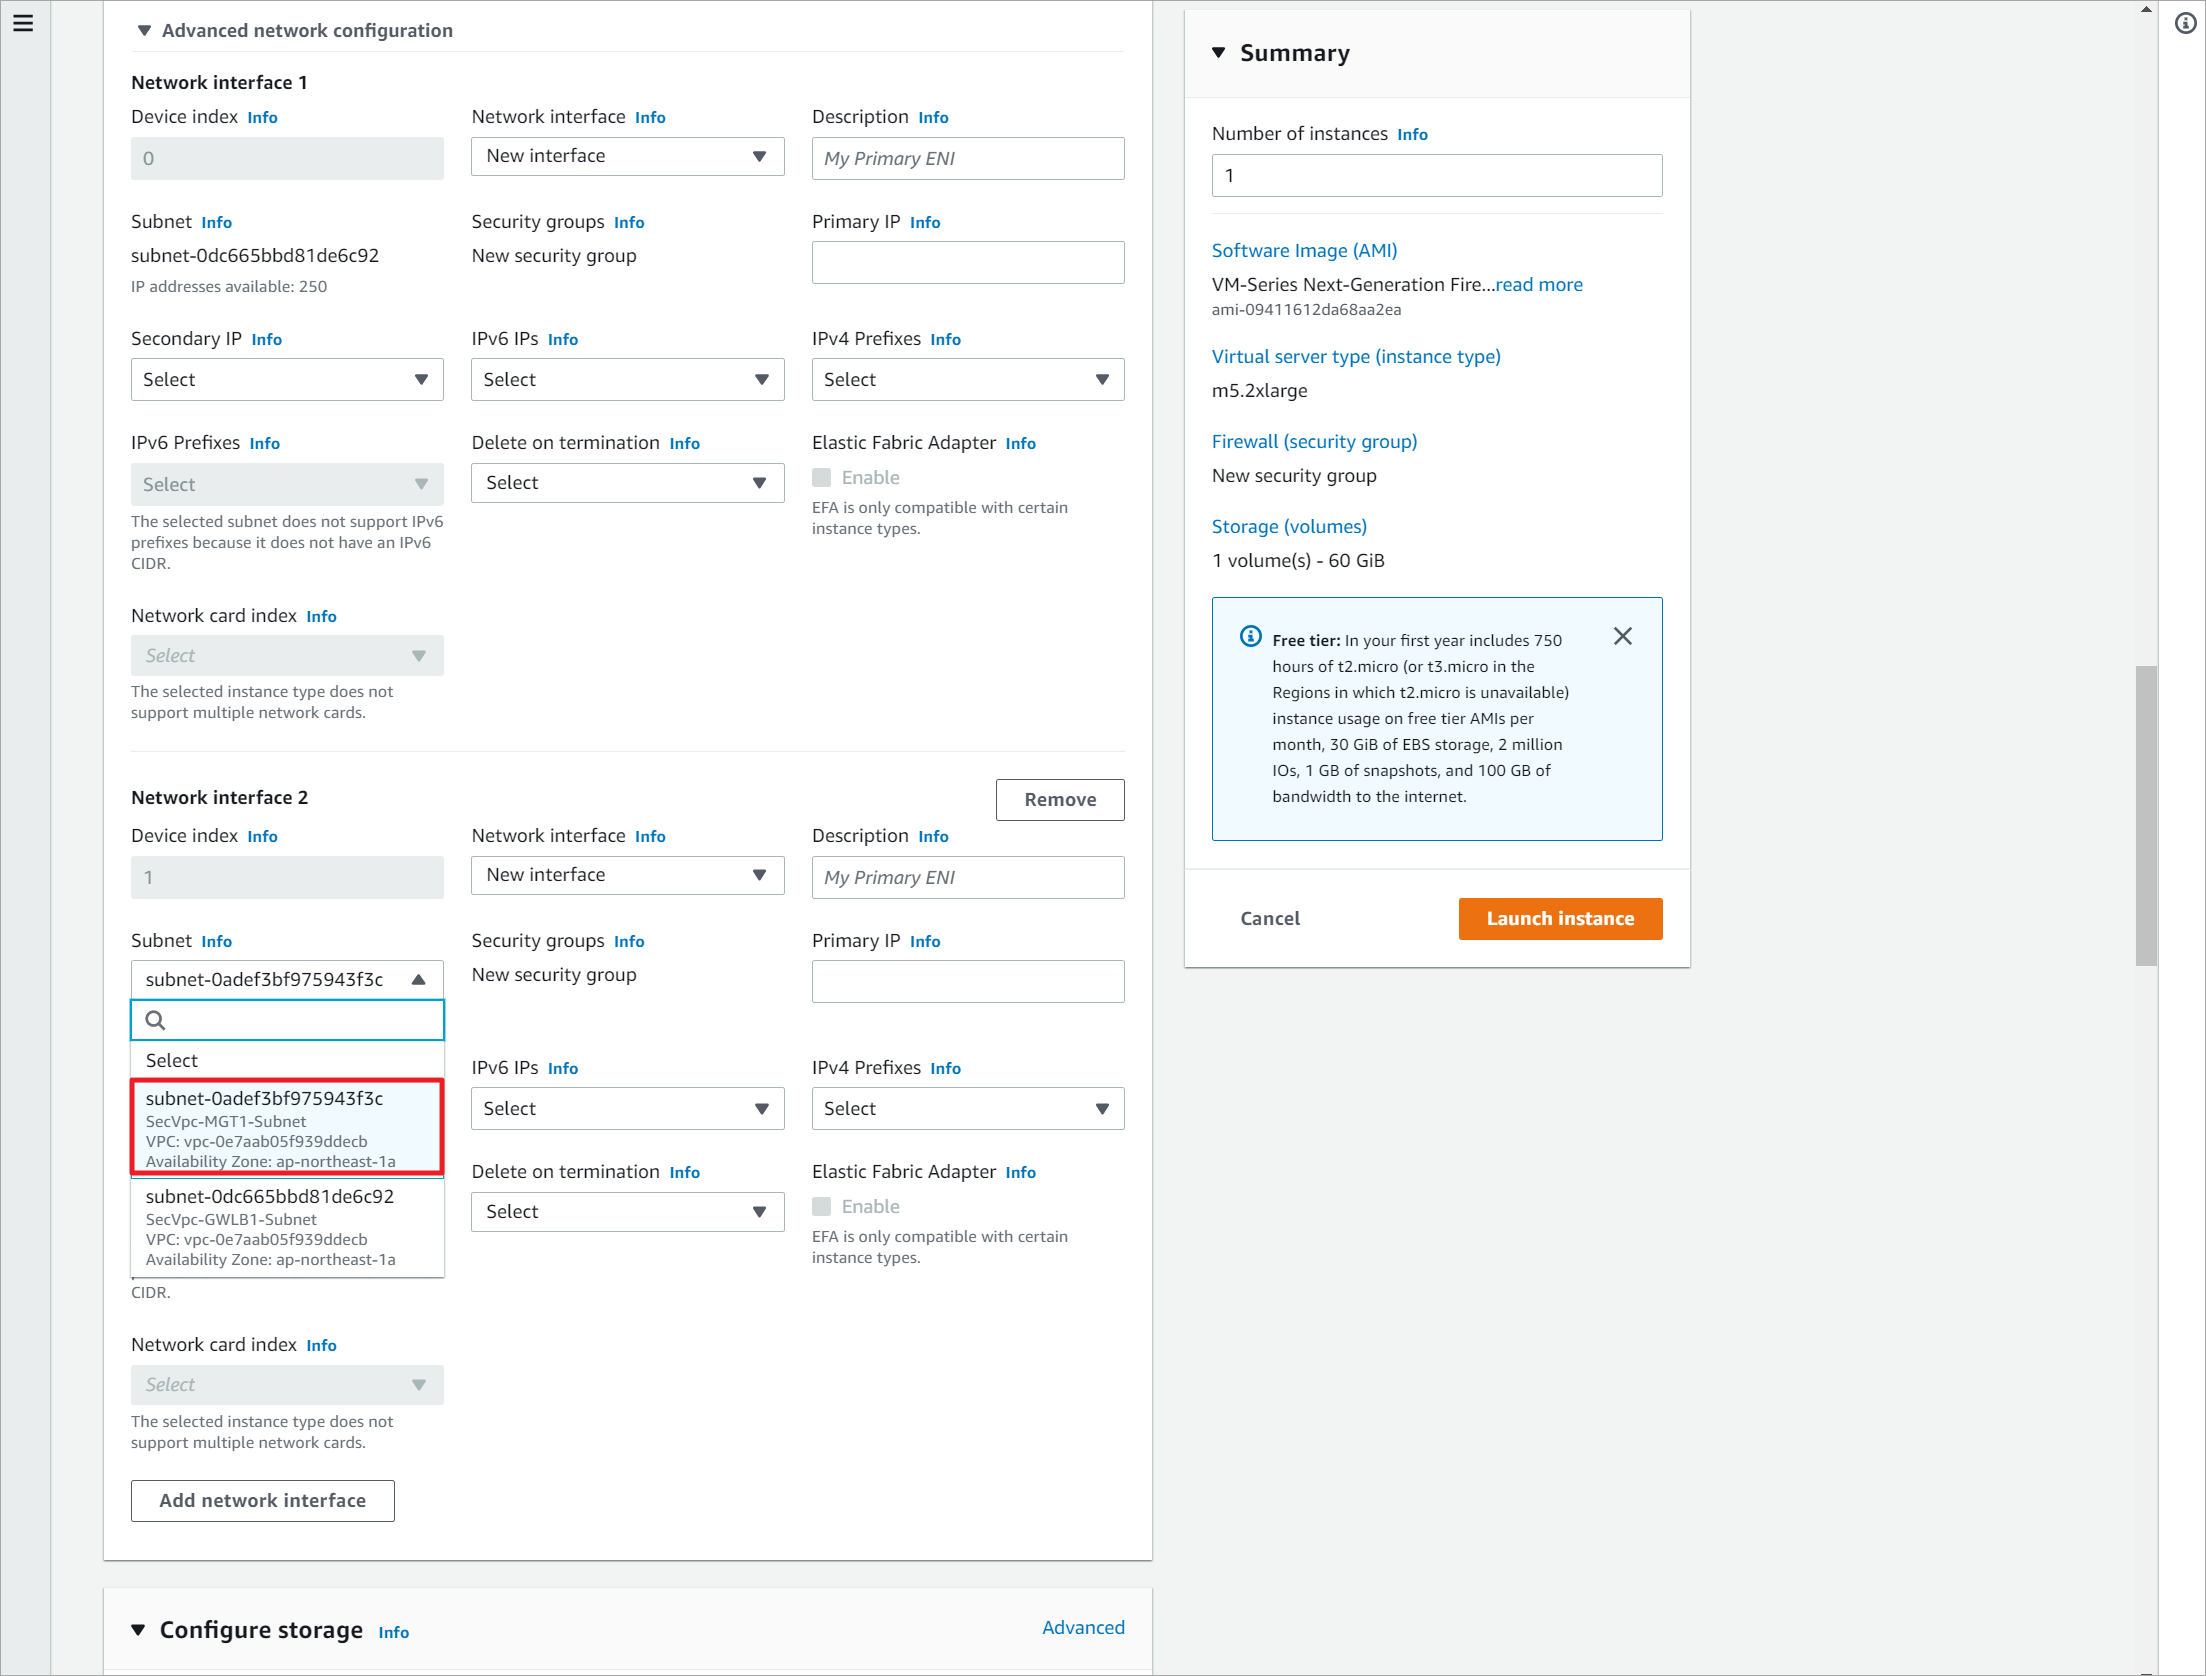 Advanced network configuration
Network interface 1
Device index Info
0
Network interface Info
New interface
Description Info
My Primary ENI
Subnet Info
subnet-0dc665bbd81de6c92
IP addresses available: 250
Security groups Info
New security group
Primary IP Info
Secondary IP Info
Select
IPv6 IPs Info
Select
IPv4 Prefixes Info
Select
IPv6 Prefixes Info
Select
The selected subnet does not support IPv6
prefixes because it does not have an IPv6
CIDR.
Delete on termination Info
Select
Elastic Fabric Adapter Info
Enable
EFA is only compatible with certain
instance types.
Network card index Info
Select
The selected instance type does not
support multiple network cards.
Network interface 2
Remove
Device index Info
1
Network interface Info
New interface
Description Info
My Primary ENI
Subnet Info
subnet-0adef3bf975943f3c
Select
subnet-0adef3bf975943f3c
SecVpc-MGT1-Subnet
VPC: vpc-0e7aab05f939ddecb
Availability Zone: ap-northeast-1a
subnet-0dc665bbd81de6c92
SecVpc-GWLB1-Subnet
VPC: vpc-0e7aab05f939ddecb
Availability Zone: ap-northeast-1a
CIDR.
Security groups Info
New security group
Primary IP Info
IPv6 IPs Info
Select
IPv4 Prefixes Info
Select
Delete on termination Info
Select
Elastic Fabric Adapter Info
Enable
EFA is only compatible with certain
instance types.
Network card index Info
Select
The selected instance type does not
support multiple network cards.
Add network interface
Configure storage Info
Advanced
Summary
Number of instances Info
1
Software Image (AMI)
VM-Series Next-Generation Fire...read more
ami-09411612da68aa2ea
Virtual server type (instance type)
m5.2xlarge
Firewall (security group)
New security group
Storage (volumes)
1 volume(s) - 60 GiB
Free tier: In your first year includes 750
hours of t2.micro (or t3.micro in the
Regions in which t2.micro is unavailable)
instance usage on free tier AMIs per
month, 30 GiB of EBS storage, 2 million
IOs, 1 GB of snapshots, and 100 GB of
bandwidth to the internet.
Cancel
Launch instance